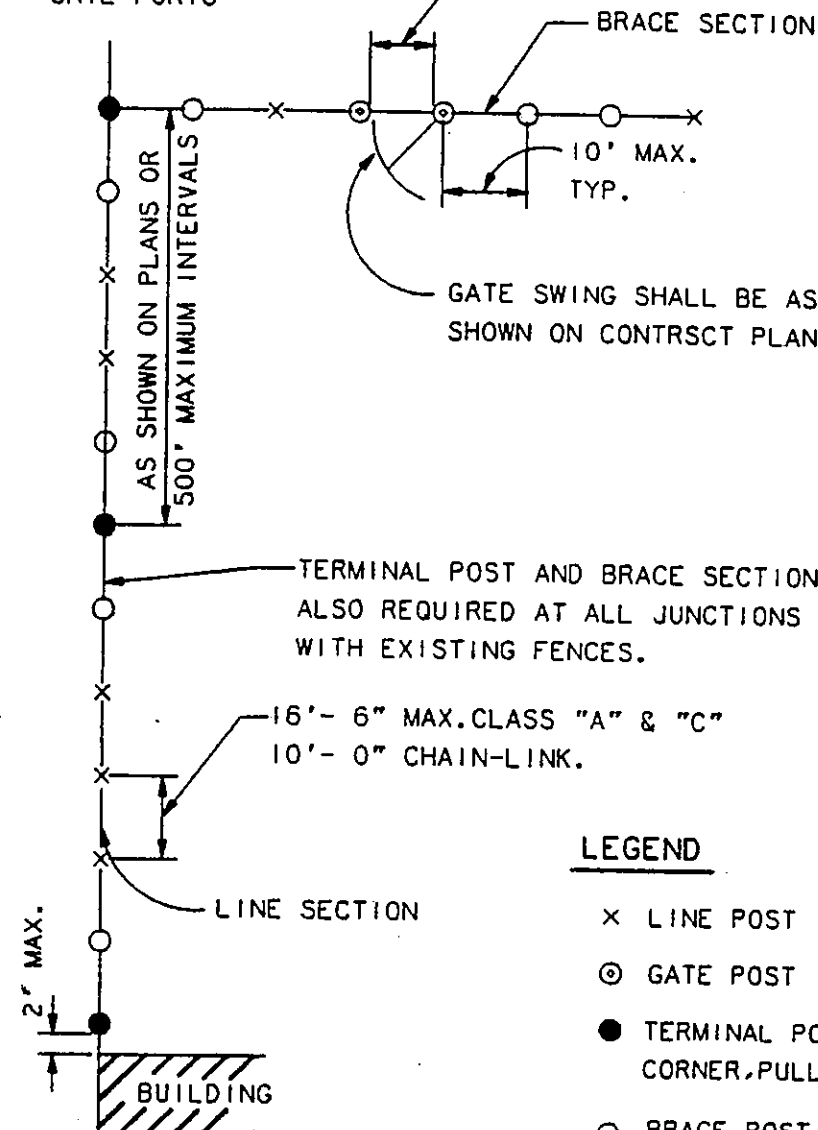 BRACE SECTION
10' MAX.
TYP.
AS SHOWN ON PLANS OR
500' MAXIMUM INTERVALS
GATE SWING SHALL BE AS
SHOWN ON CONTRSCT PLAN
TERMINAL POST AND BRACE SECTION
ALSO REQUIRED AT ALL JUNCTIONS
WITH EXISTING FENCES.
16'- 6" MAX. CLASS "A" & "C"
10'- 0" CHAIN-LINK.
LINE SECTION
2" MAX.
BUILDING
LEGEND
LINE POST
GATE POST
TERMINAL PO
CORNER, PULL
BRACE POST